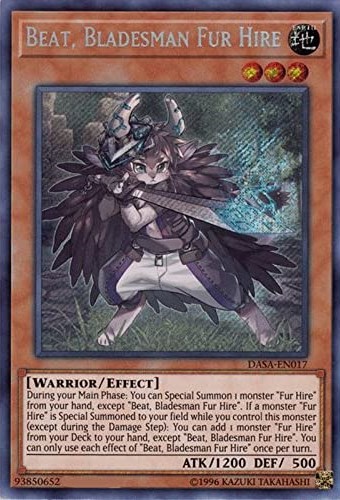 BEAT, BLADESMAN FUR HIRE
EARTH
地
DASA-EN017
[WARRIOR/EFFECT]
During your Main Phase: You can Special Summon 1 monster "Fur Hire"
from your hand, except "Beat, Bladesman Fur Hire". If a monster "Fur
Hire" is Special Summoned to your field while you control this monster
(except during the Damage Step): You can add 1 monster "Fur Hire"
from your Deck to your hand, except "Beat, Bladesman Fur Hire". You
can only use each effect of "Beat, Bladesman Fur Hire" once per turn.
ATK/1200 DEF/ 500
93850652
©1996 KAZUKI TAKAHASHI